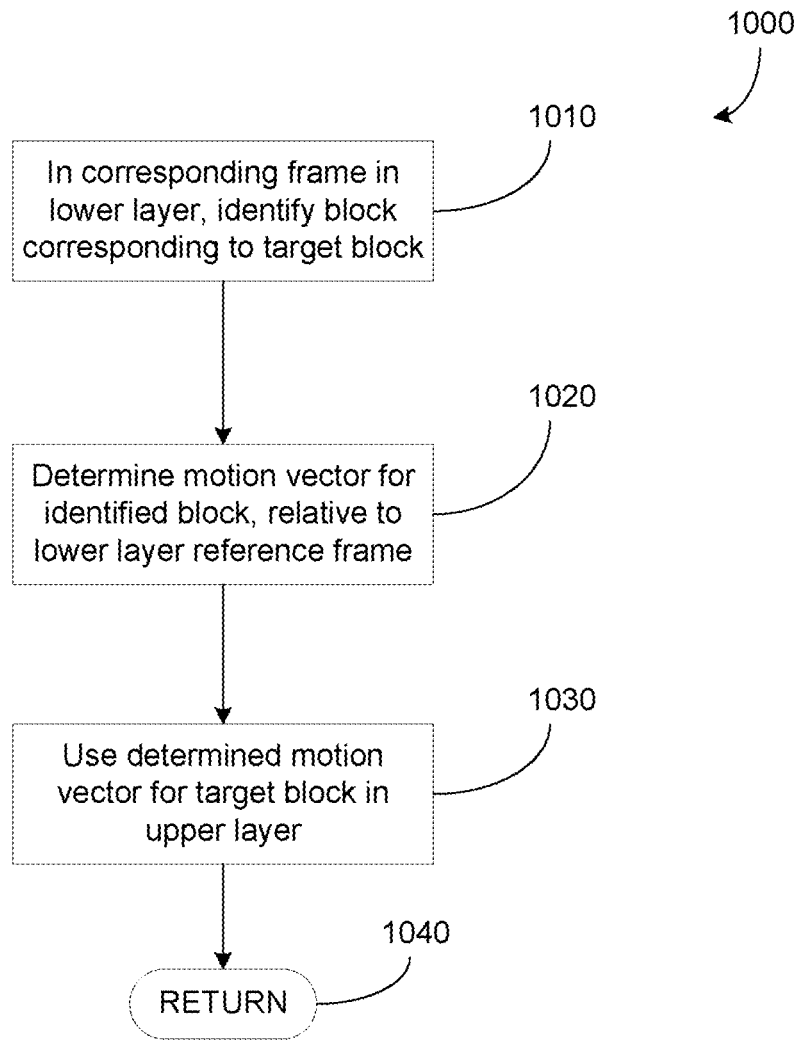 1000
1010
In corresponding frame in
lower layer, identify block
corresponding to target block
1020
Determine motion vector for
identified block, relative to
lower layer reference frame
1030
Use determined motion
vector for target block in
upper layer
1040
RETURN